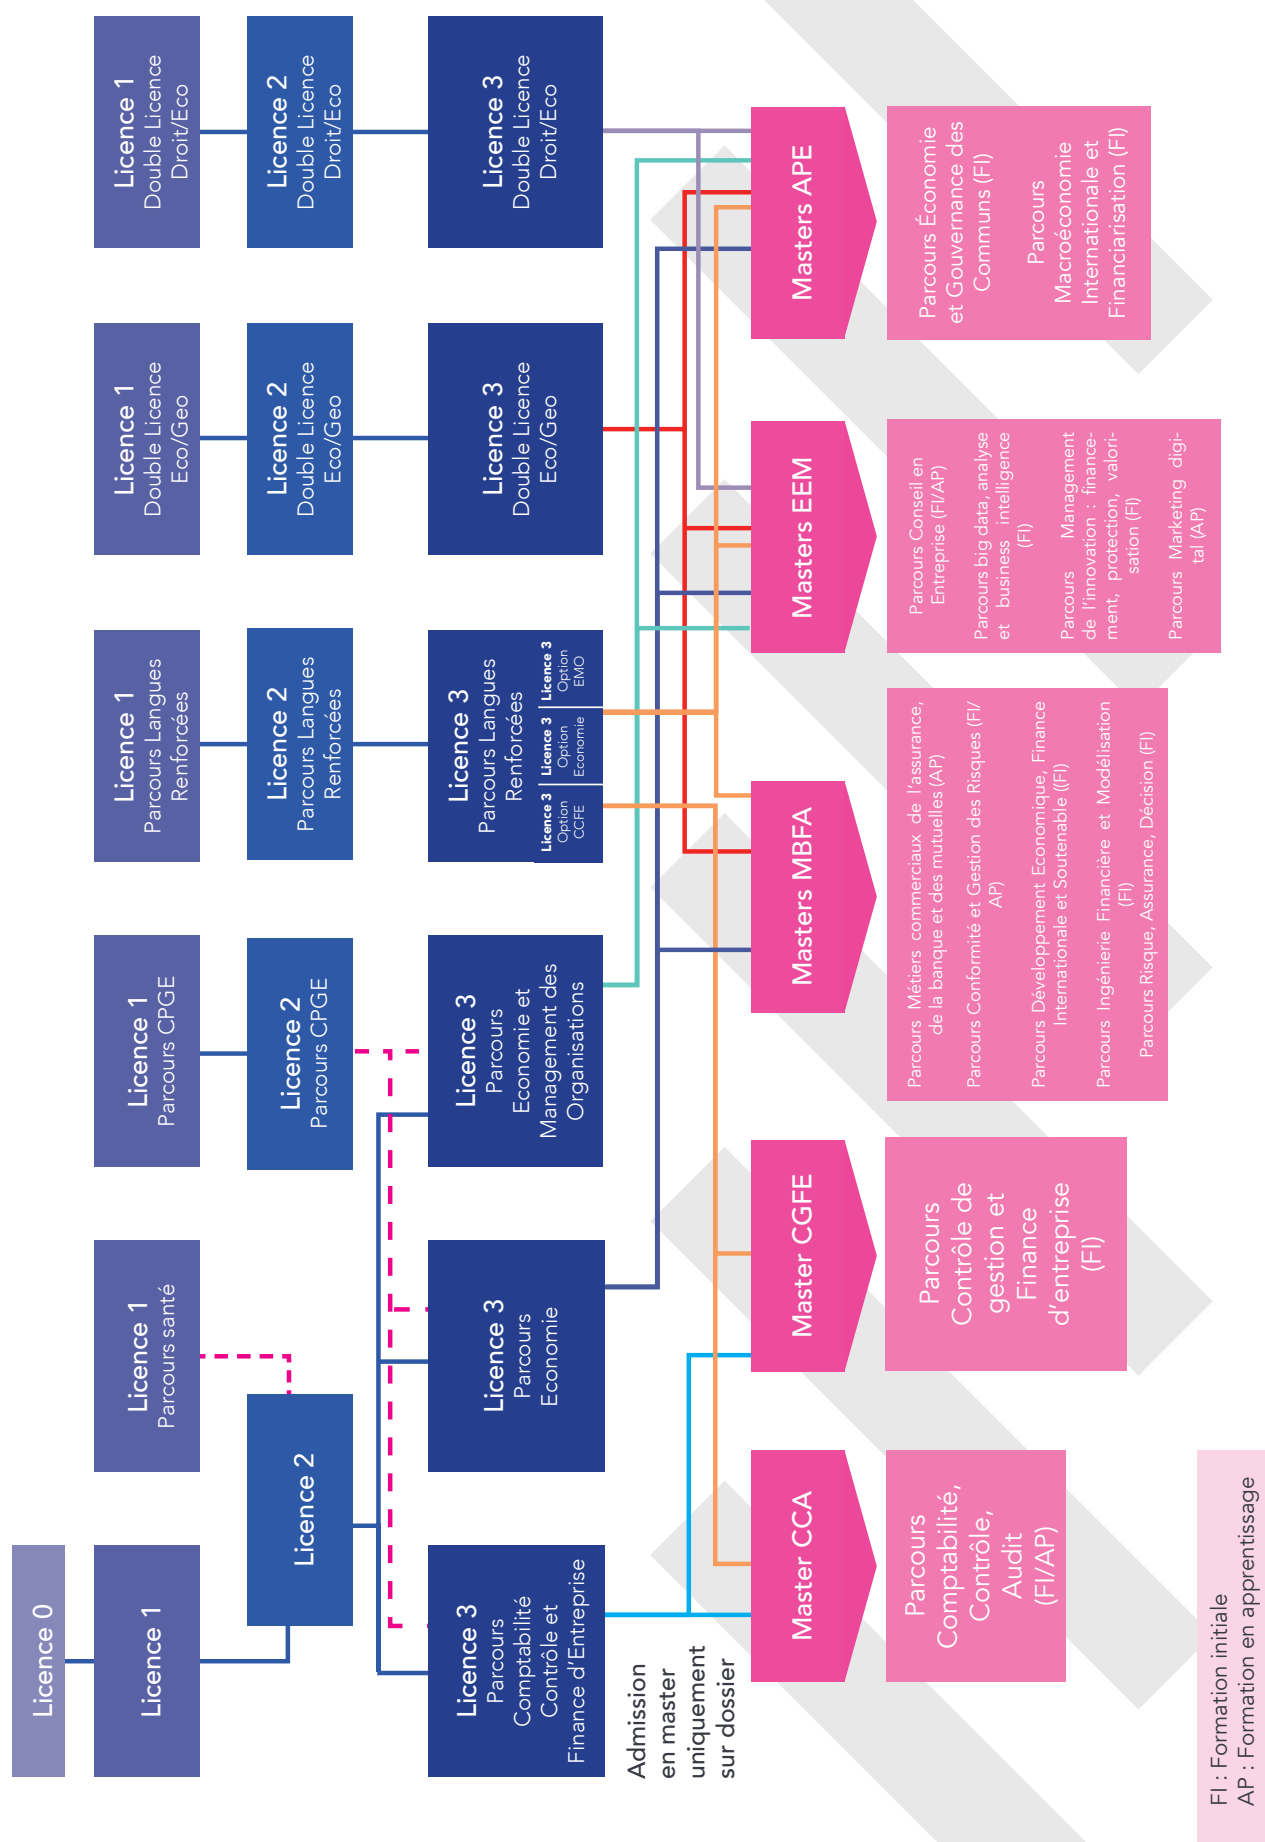 Licence 0
Licence 1
Licence 1
Parcours santé
Licence 1
Parcours CPGE
Licence 1
Parcours Langues
Renforcées
Licence 1
Double Licence
Eco/Geo
Licence 1
Double Licence
Droit/Eco
Licence 2
Licence 2
Parcours CPGE
Licence 2
Parcours Langues
Renforcées
Licence 2
Double Licence
Eco/Geo
Licence 2
Double Licence
Droit/Eco
Licence 3
Parcours
Comptabilité
Contrôle et
Finance d’Entreprise
Licence 3
Parcours
Economie
Licence 3
Parcours
Economie et
Management des
Organisations
Licence 3
Parcours Langues
Renforcées
Licence 3
Option
CCFE
Licence 3
Option
Economie
Licence 3
Option
EMO
Licence 3
Double Licence
Eco/Geo
Licence 3
Double Licence
Droit/Eco
Admission
en master
uniquement
sur dossier
Master CCA
Master CGFE
Masters MBFA
Masters EEM
Masters APE
Parcours
Comptabilité,
Contrôle,
Audit
(FI/AP)
Parcours
Contrôle de
gestion et
Finance
d’entreprise
(FI)
Parcours Métiers commerciaux de l’assurance,
de la banque et des mutuelles (AP)
Parcours Conformité et Gestion des Risques (FI/
AP)
Parcours Développement Economique, Finance
Internationale et Soutenable ((FI)
Parcours Ingénierie Financière et Modélisation
(FI)
Parcours Risque, Assurance, Décision (FI)
Parcours Conseil en
Entreprise (FI/AP)
Parcours big data, analyse
et business intelligence
(FI)
Parcours Management
de l’innovation : finance-
ment, protection, valori-
sation (FI)
Parcours Marketing digi-
tal (AP)
Parcours Économie
et Gouvernance des
Communs (FI)
Parcours
Macroéconomie
Internationale et
Financiarisation (FI)
FI : Formation initiale
AP : Formation en apprentissage